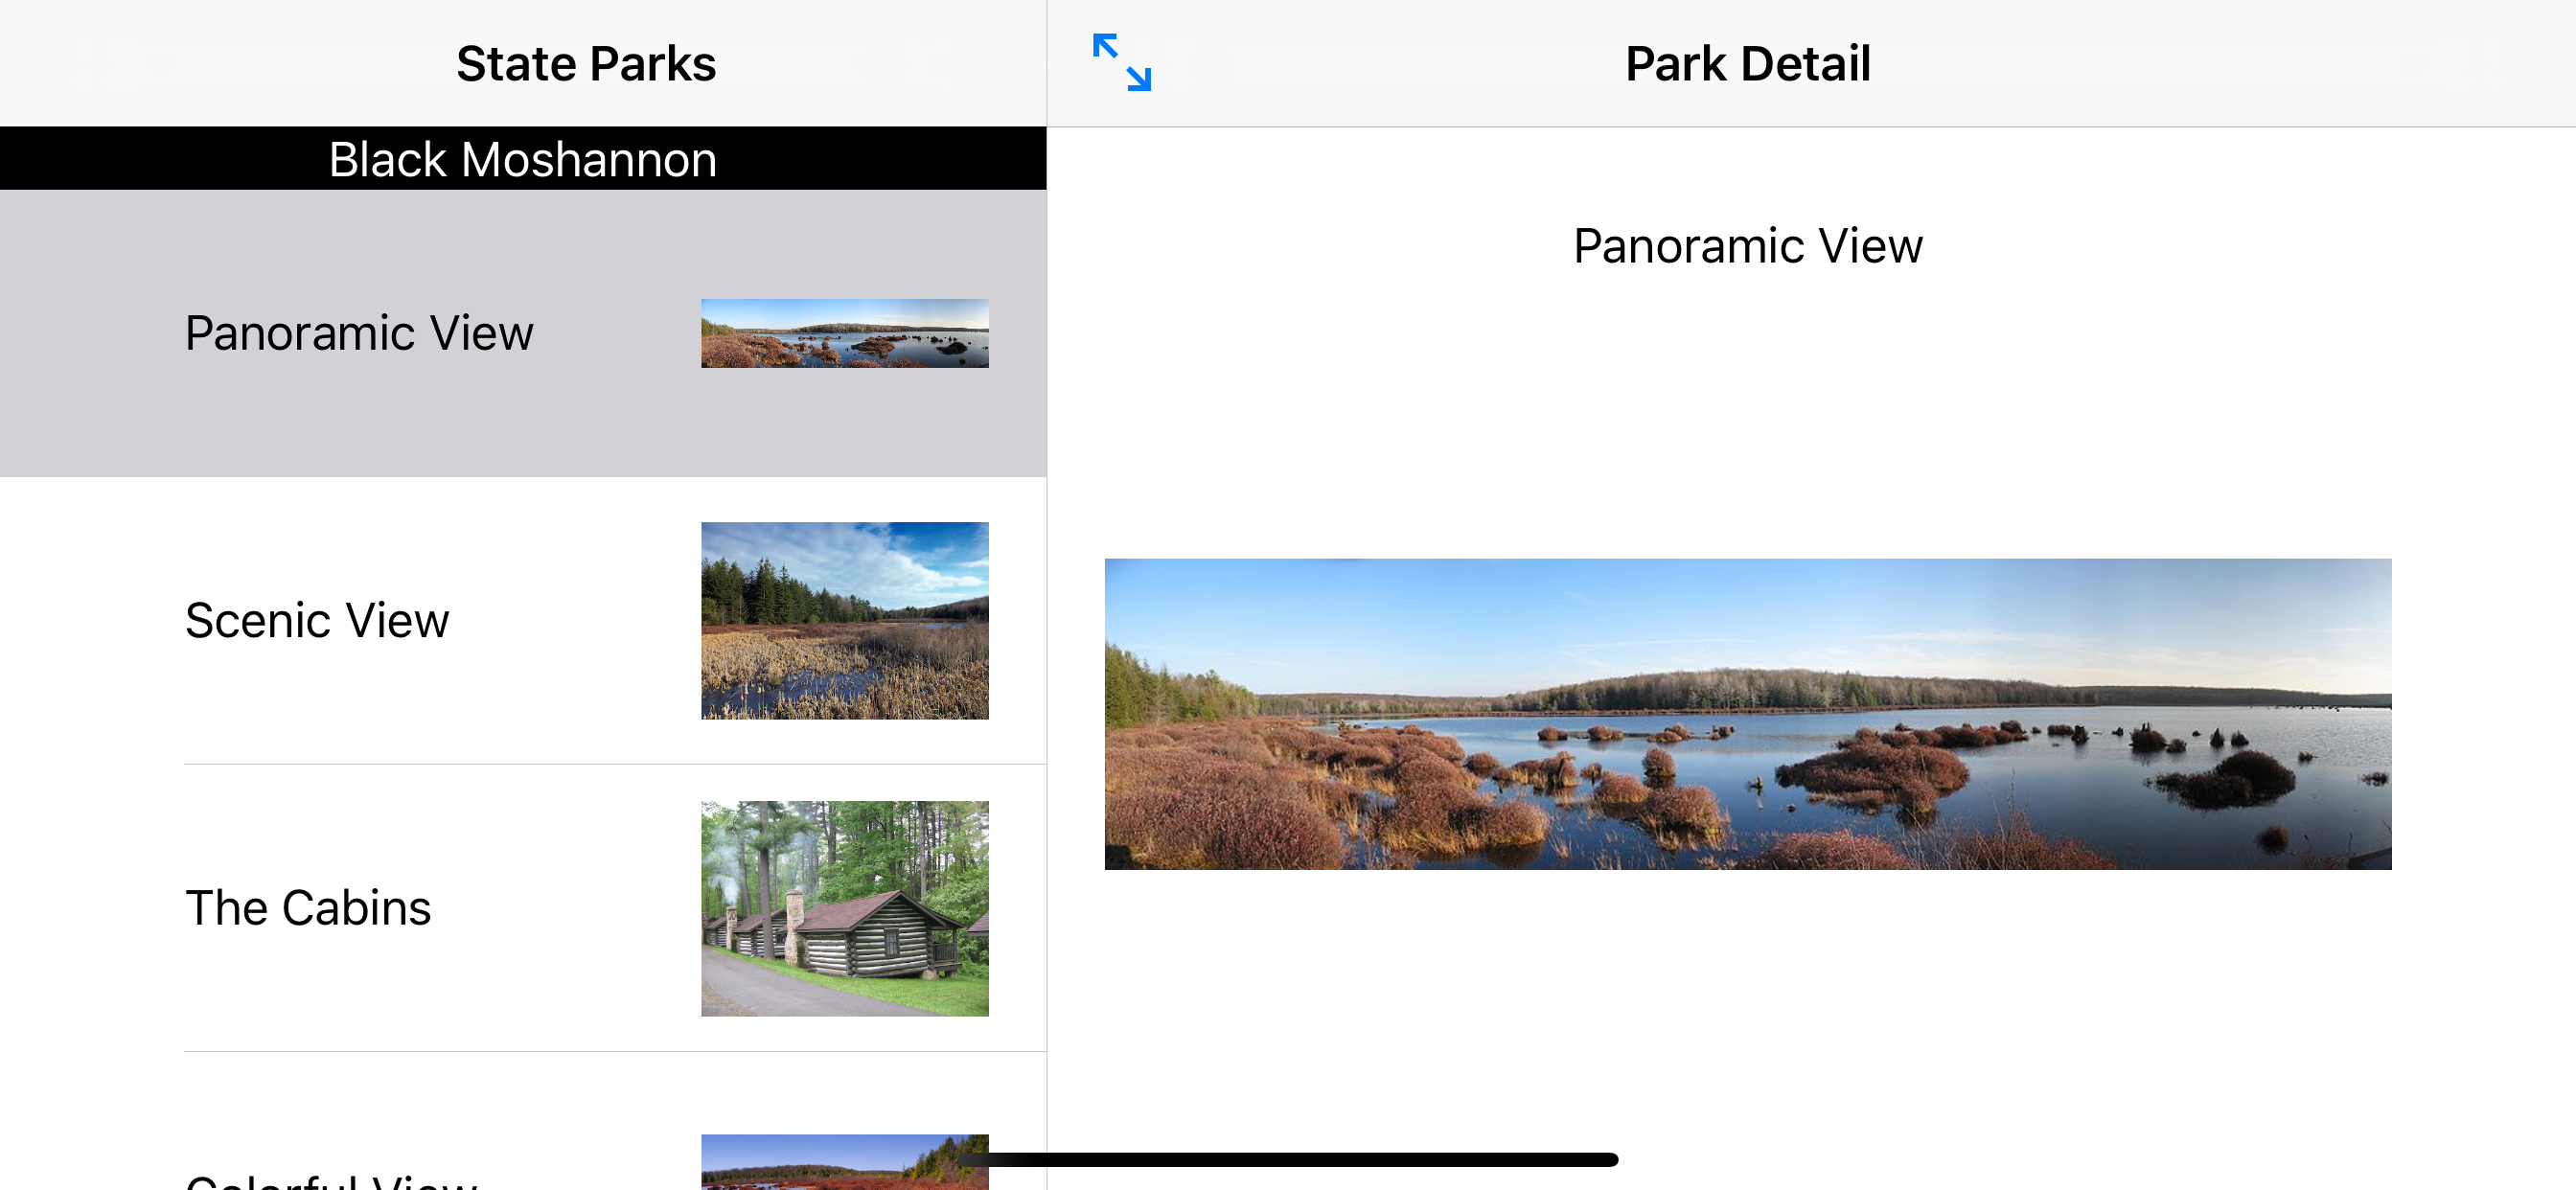 State Parks
Black Moshannon
Panoramic View
Scenic View
The Cabins
Colorful View
Park Detail
Panoramic View